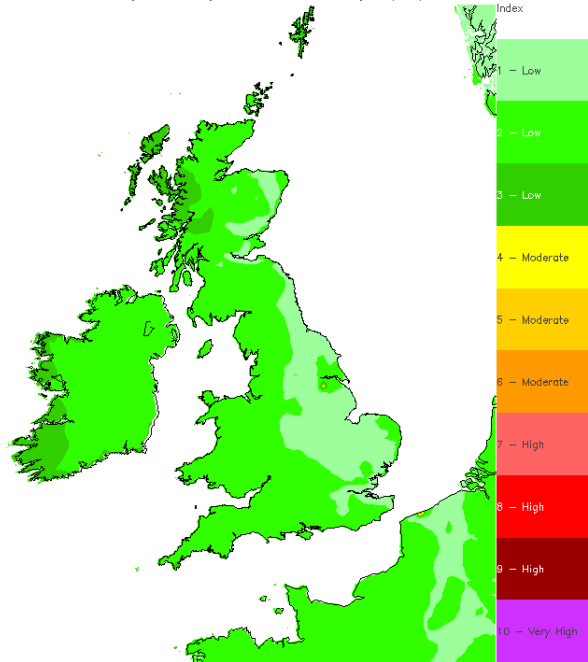 Index
1 - Low
2 - Low
3 - Low
4 - Moderate
5 - Moderate
6 - Moderate
7 - High
8 - High
9 - High
10 - Very High